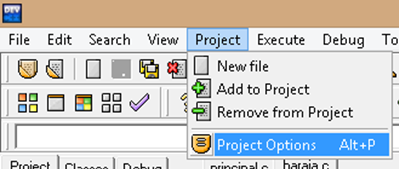 DEV
File Edit Search View Project Execute Debug To
New file
Add to Project
Remove from Project
Project Options Alt+P
Project Classes Debug principal.c baraja.c